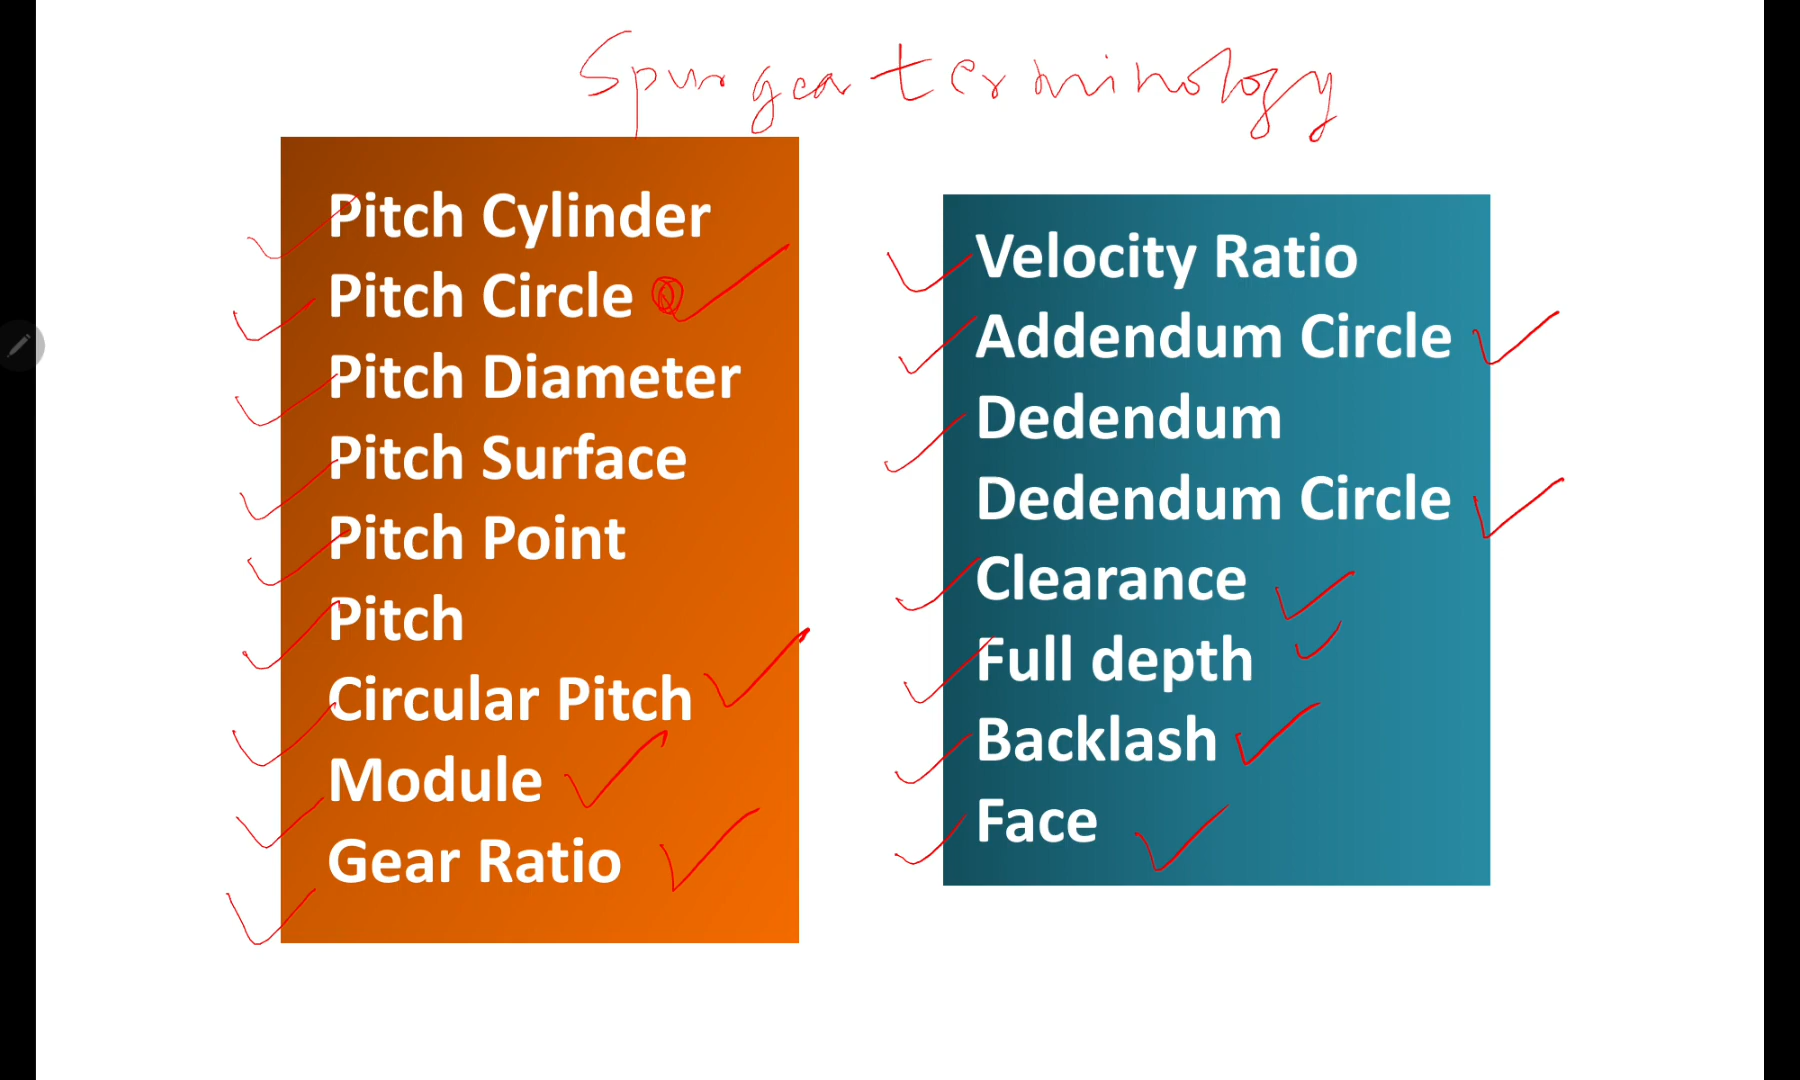 Spur gear terminology
Pitch Cylinder
Pitch Circle
Pitch Diameter
Pitch Surface
Pitch Point
Pitch
Circular Pitch
Module
Gear Ratio
Velocity Ratio
Addendum Circle
Dedendum
Dedendum Circle
Clearance
Full depth
Backlash
Face